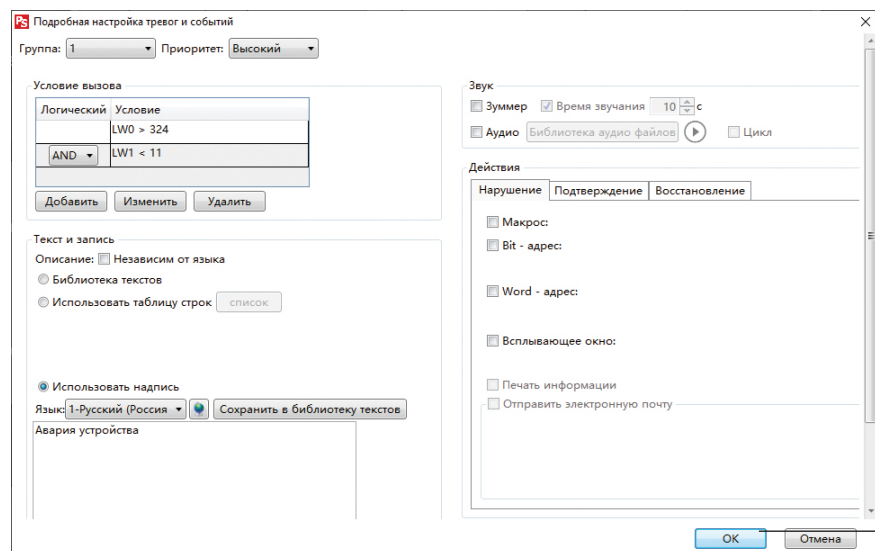 PS Подробная настройка тревог и событий
Группа: 1 Приоритет: Высокий
Условие вызова
Логический Условие
LW0 > 324
AND LW1 < 11
Добавить Изменить Удалить
Текст и запись
Описание: Независим от языка
Библиотека текстов
Использовать таблицу строк список
Использовать надпись
Язык: 1-Русский (Россия Сохранить в библиотеку текстов
Авария устройства
Звук
Зуммер Время звучания 10 с
Аудио Библиотека аудио файлов Цикл
Действия
Нарушение Подтверждение Восстановление
Макрос:
Bit - адрес:
Word - адрес:
Всплывающее окно:
Печать информации
Отправить электронную почту
OK Отмена